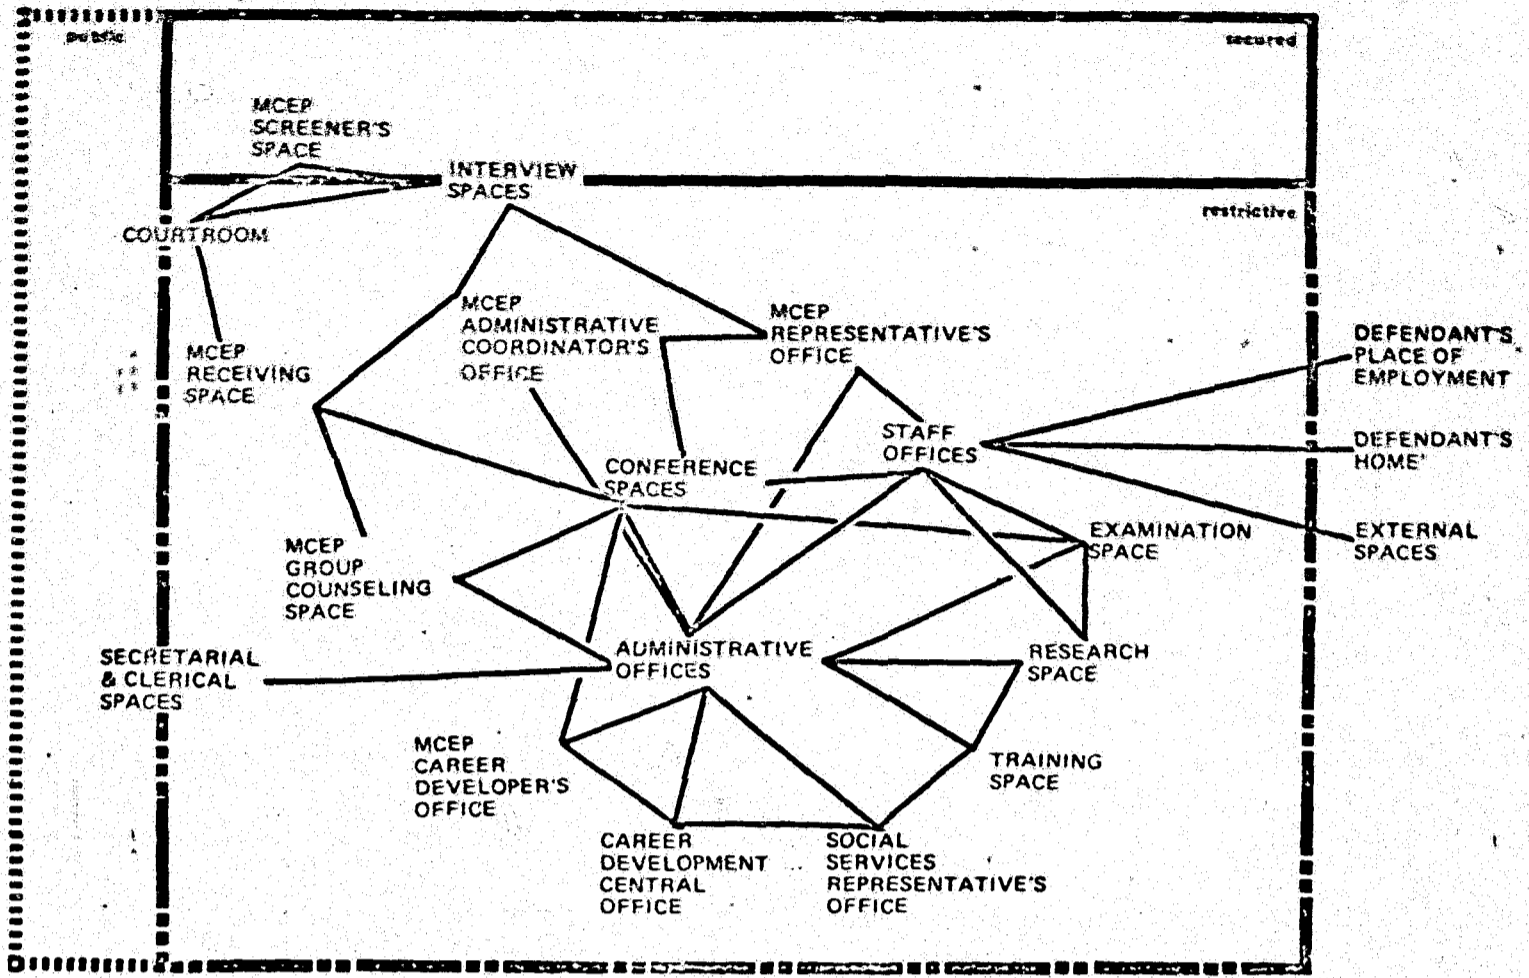 public
secured
MCEP
SCREENER'S
SPACE
INTERVIEW
SPACES
restrictive
COURTROOM
MCEP
ADMINISTRATIVE
COORDINATOR'S
OFFICE
MCEP
REPRESENTATIVE'S
OFFICE
DEFENDANT'S
PLACE OF
EMPLOYMENT
MCEP
RECEIVING
SPACE
STAFF
OFFICES
DEFENDANT'S
HOME'
CONFERENCE
SPACES
EXAMINATION
SPACE
EXTERNAL
SPACES
MCEP
GROUP
COUNSELING
SPACE
SECRETARIAL
& CLERICAL
SPACES
ADMINISTRATIVE
OFFICES
RESEARCH
SPACE
MCEP
CAREER
DEVELOPER'S
OFFICE
TRAINING
SPACE
CAREER
DEVELOPMENT
CENTRAL
OFFICE
SOCIAL
SERVICES
REPRESENTATIVE'S
OFFICE